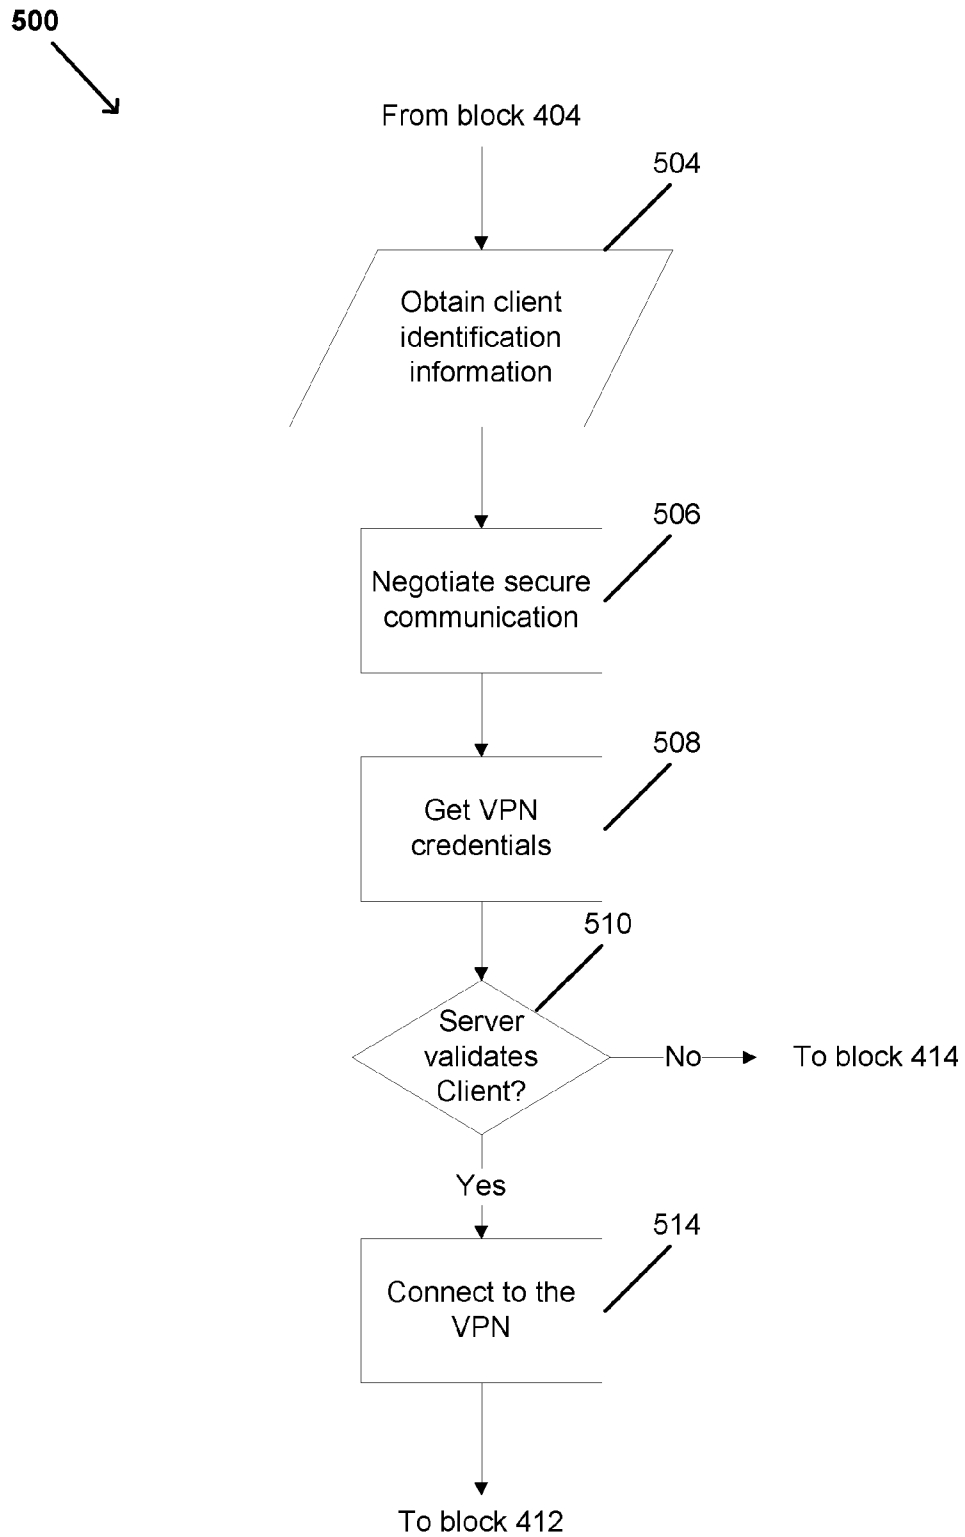 500
From block 404
504
Obtain client
identification
information
506
Negotiate secure
communication
508
Get VPN
credentials
510
Server
validates
Client?
No
To block 414
Yes
514
Connect to the
VPN
To block 412